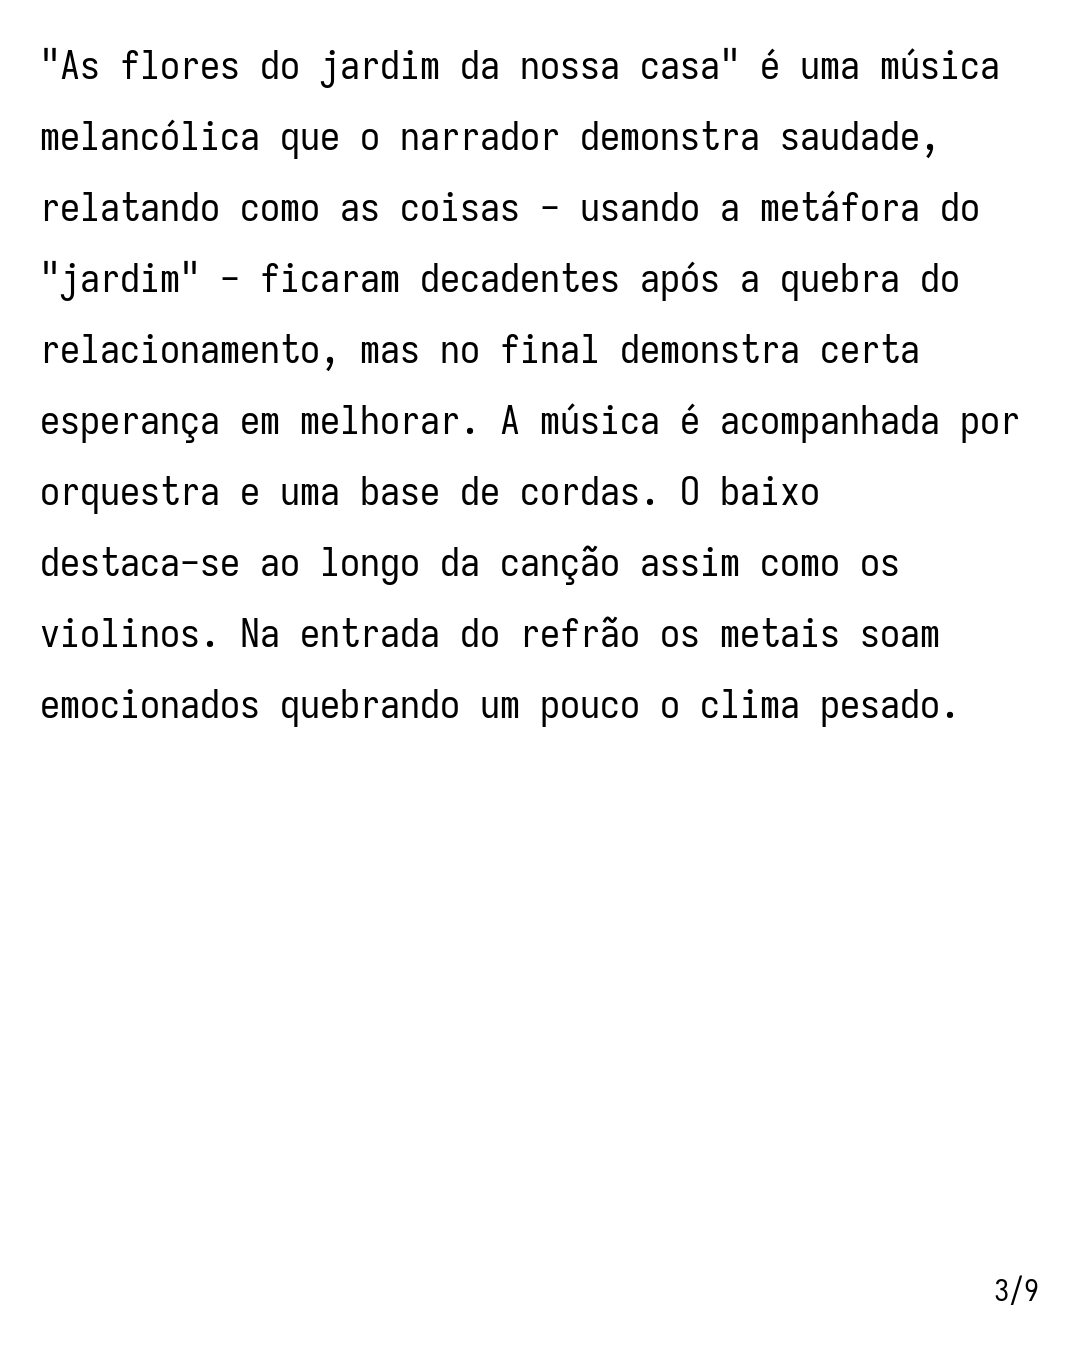 "As flores do jardim da nossa casa" é uma música
melancólica que o narrador demonstra saudade,
relatando como as coisas - usando a metáfora do
"jardim" - ficaram decadentes após a quebra do
relacionamento, mas no final demonstra certa
esperança em melhorar. A música é acompanhada por
orquestra e uma base de cordas. O baixo
destaca-se ao longo da canção assim como os
violinos. Na entrada do refrão os metais soam
emocionados quebrando um pouco o clima pesado.
3/9